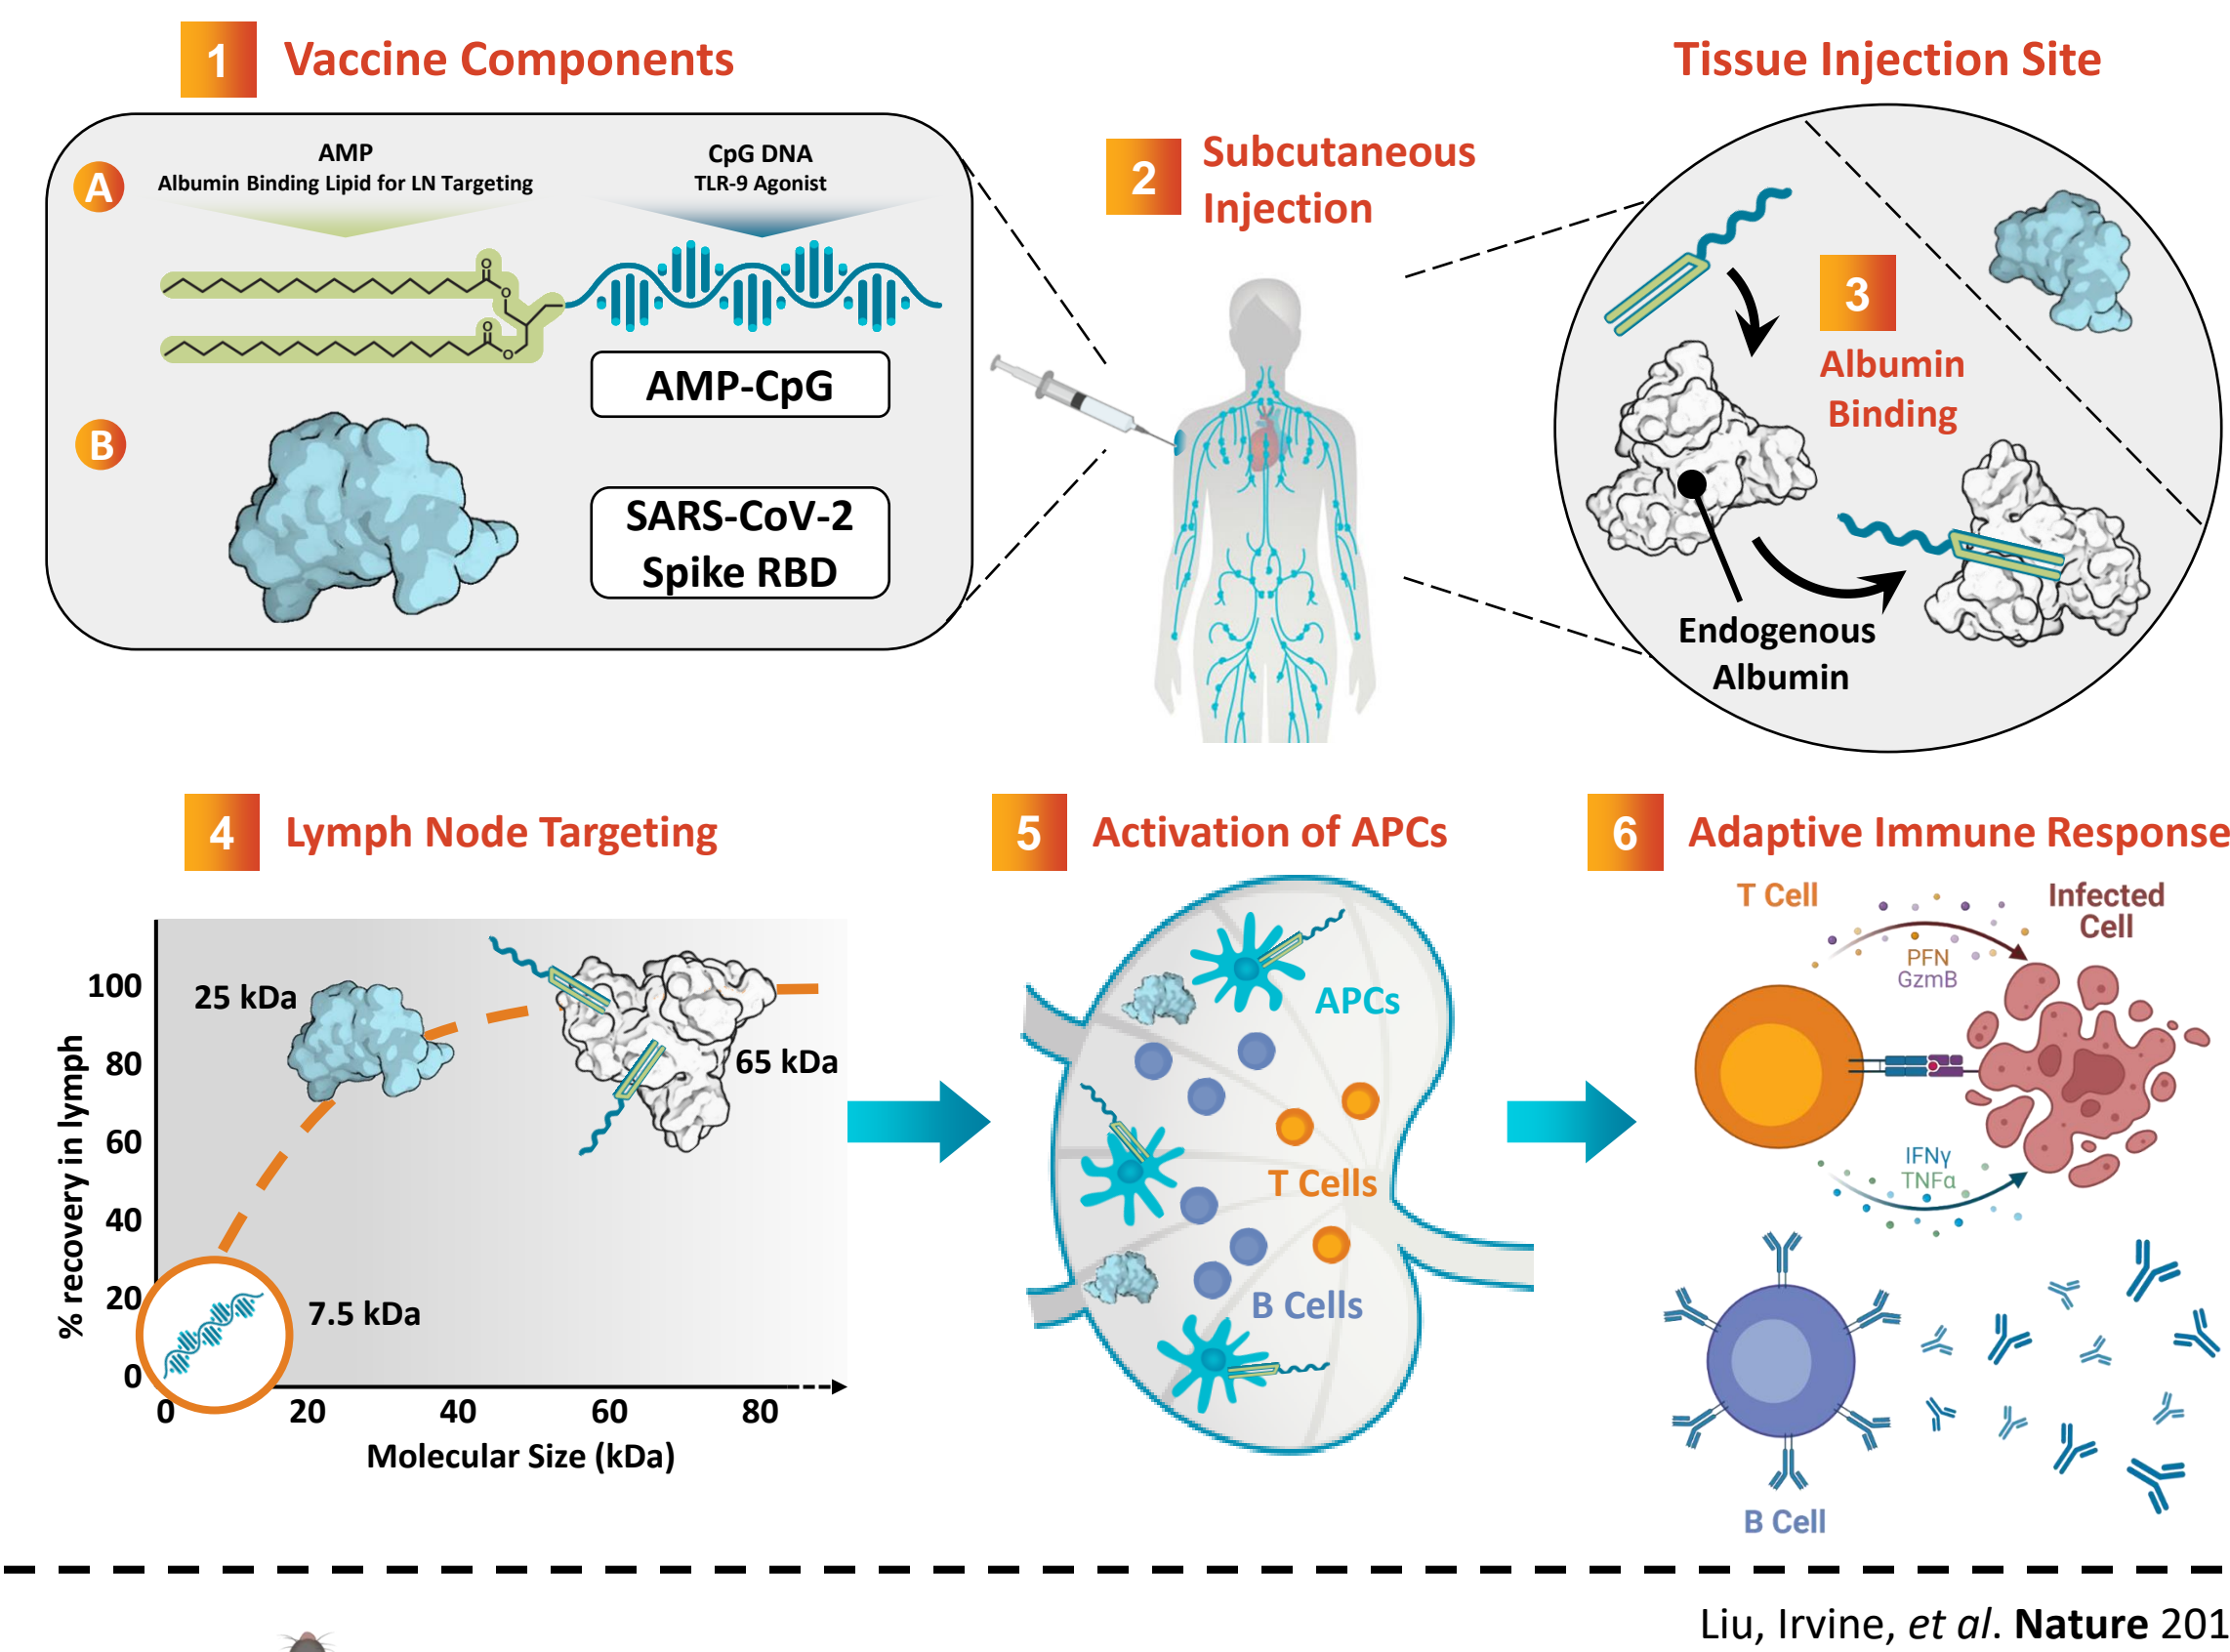 1 Vaccine Components
A
AMP
Albumin Binding Lipid for LN Targeting
CpG DNA
TLR-9 Agonist
O
O
O
O
AMP-CpG
B
SARS-CoV-2
Spike RBD
2 Subcutaneous
Injection
Tissue Injection Site
3
Albumin
Binding
Endogenous
Albumin
4 Lymph Node Targeting
% recovery in lymph
100
80
60
40
20
0
25 kDa
65 kDa
7.5 kDa
0 20 40 60 80
Molecular Size (kDa)
5 Activation of APCs
APCs
T Cells
B Cells
6 Adaptive Immune Response
T Cell
Infected
Cell
PFN
GzmB
IFNγ
TNFα
B Cell
Liu, Irvine, et al. Nature 201